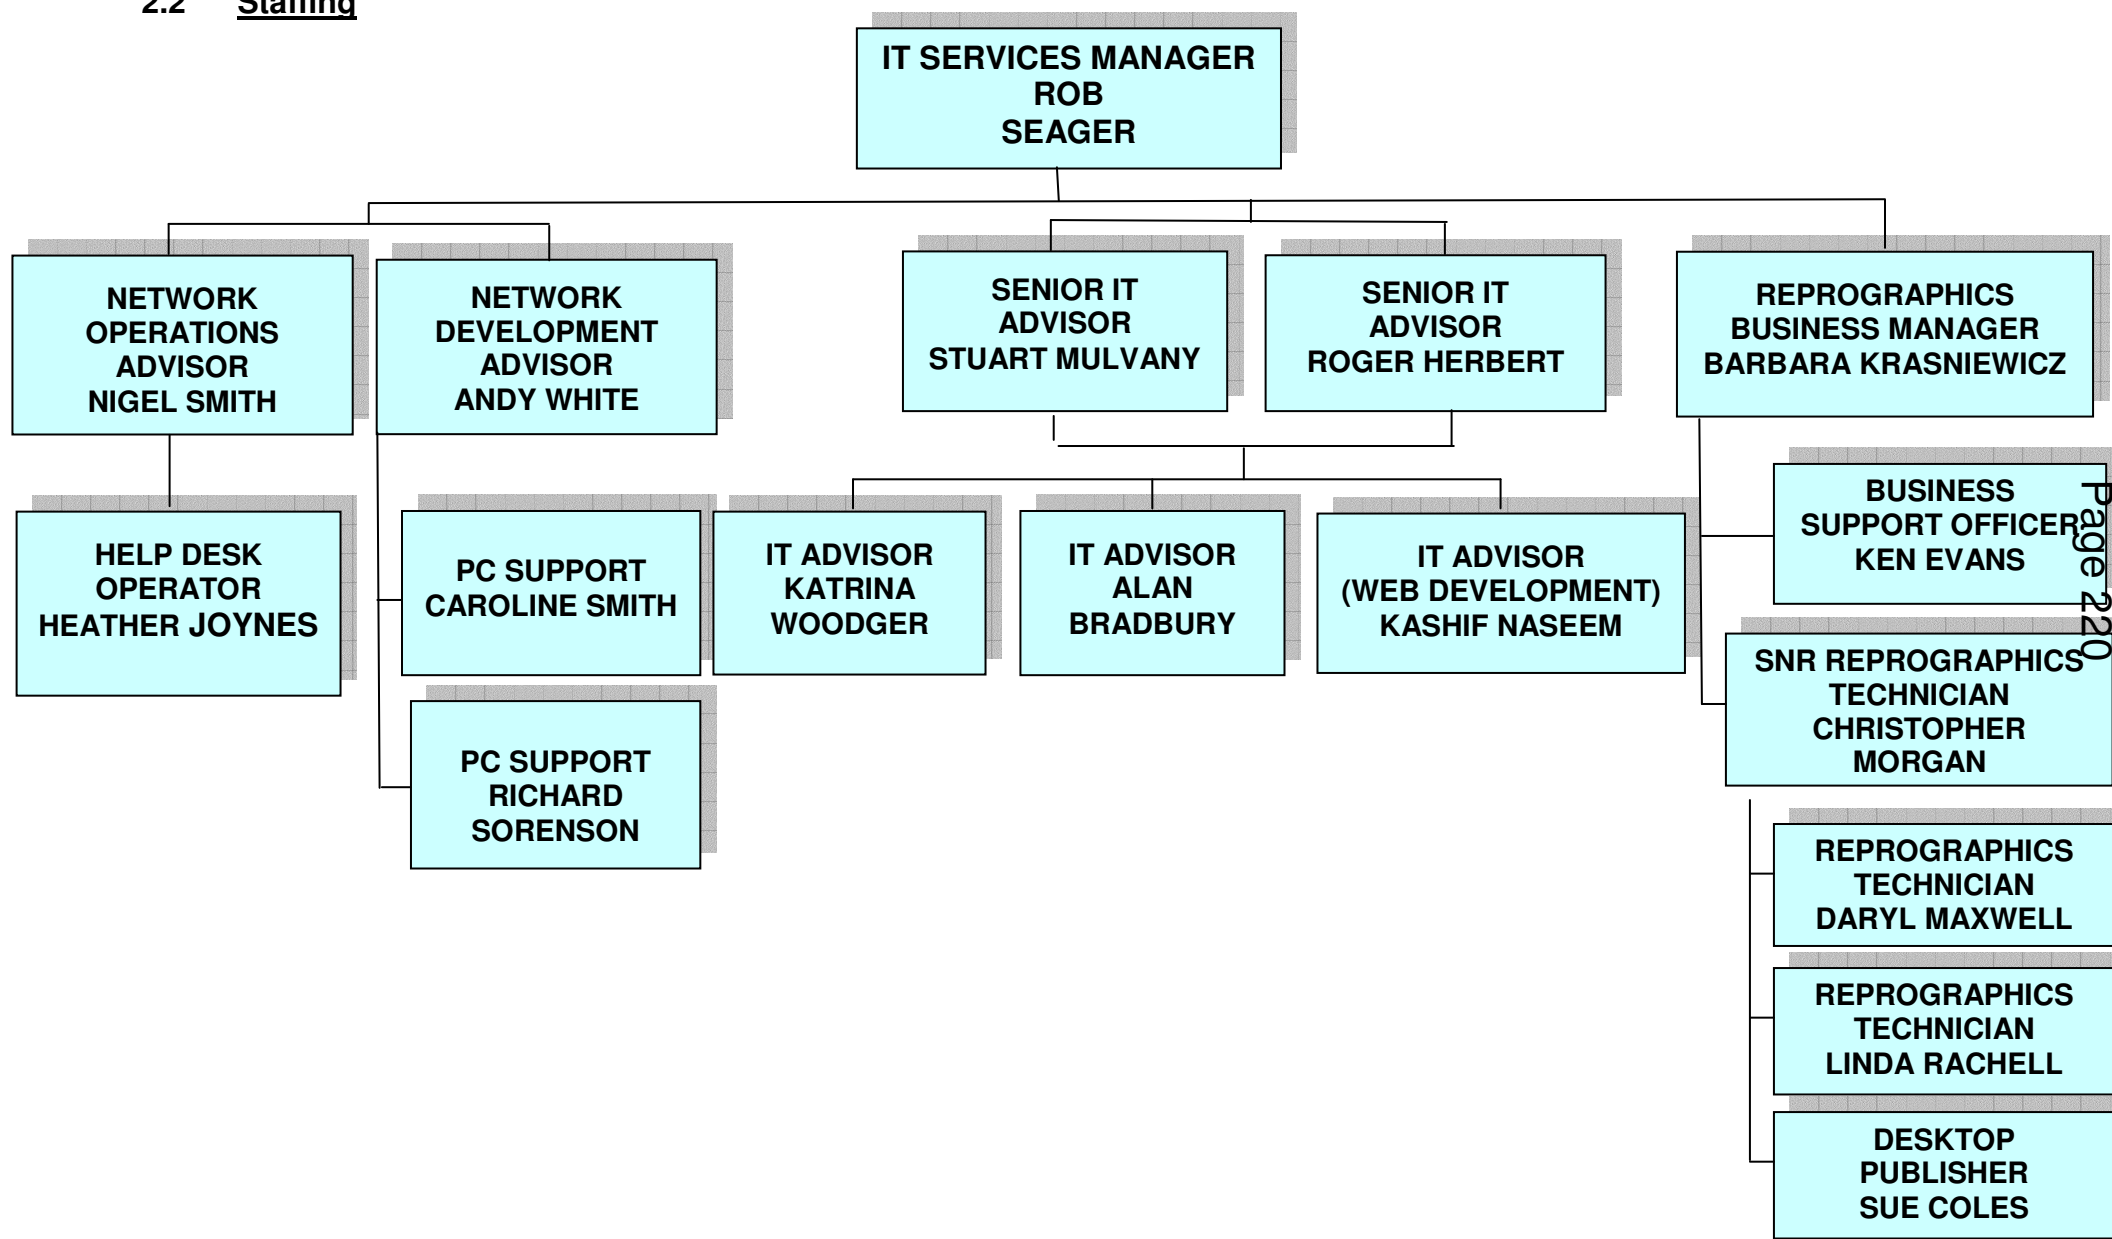 2.2 Staffing
IT SERVICES MANAGER
ROB
SEAGER
NETWORK
OPERATIONS
ADVISOR
NIGEL SMITH
NETWORK
DEVELOPMENT
ADVISOR
ANDY WHITE
SENIOR IT
ADVISOR
STUART MULVANY
SENIOR IT
ADVISOR
ROGER HERBERT
REPROGRAPHICS
BUSINESS MANAGER
BARBARA KRASNIEWICZ
HELP DESK
OPERATOR
HEATHER JOYNES
PC SUPPORT
CAROLINE SMITH
IT ADVISOR
KATRINA
WOODGER
IT ADVISOR
ALAN
BRADBURY
IT ADVISOR
(WEB DEVELOPMENT)
KASHIF NASEEM
BUSINESS
SUPPORT OFFICER
KEN EVANS
PC SUPPORT
RICHARD
SORENSON
SNR REPROGRAPHICS
TECHNICIAN
CHRISTOPHER
MORGAN
REPROGRAPHICS
TECHNICIAN
DARYL MAXWELL
REPROGRAPHICS
TECHNICIAN
LINDA RACHELL
DESKTOP
PUBLISHER
SUE COLES
Page 220